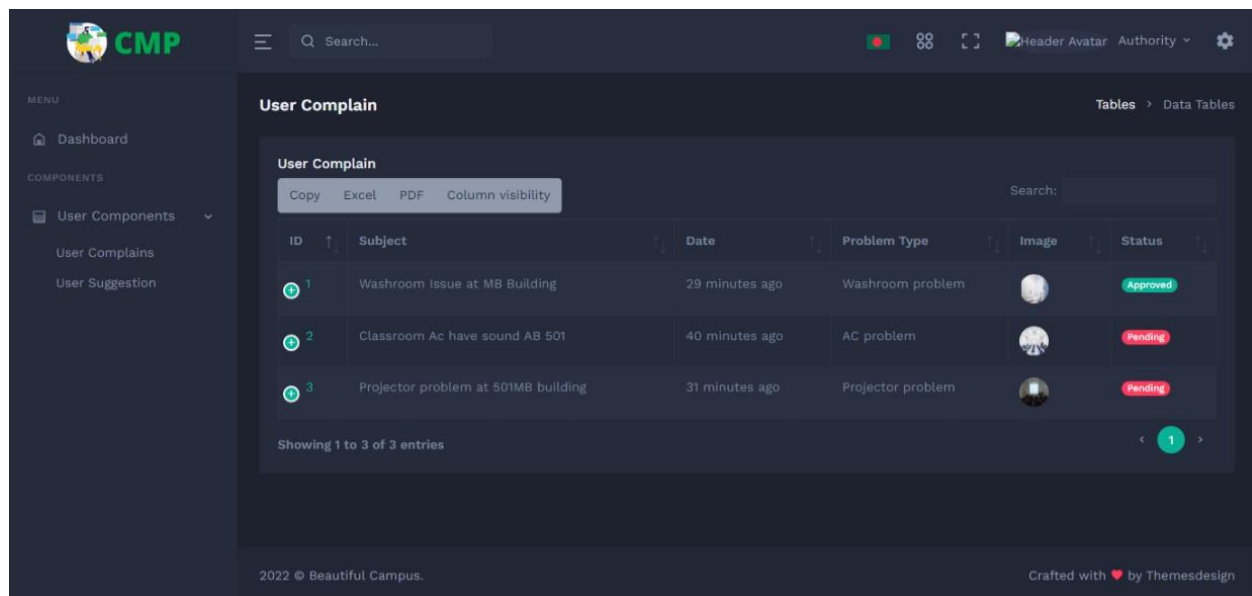 CMP
Search...
Header Avatar Authority
MENU
Dashboard
COMPONENTS
User Components
User Complains
User Suggestion
User Complain
Tables > Data Tables
User Complain
Copy Excel PDF Column visibility
Search:
ID Subject Date Problem Type Image Status
1 Washroom Issue at MB Building 29 minutes ago Washroom problem Approved
2 Classroom Ac have sound AB 501 40 minutes ago AC problem Pending
3 Projector problem at 501MB building 31 minutes ago Projector problem Pending
Showing 1 to 3 of 3 entries
‹ 1 ›
2022 © Beautiful Campus.
Crafted with ❤ by Themesdesign